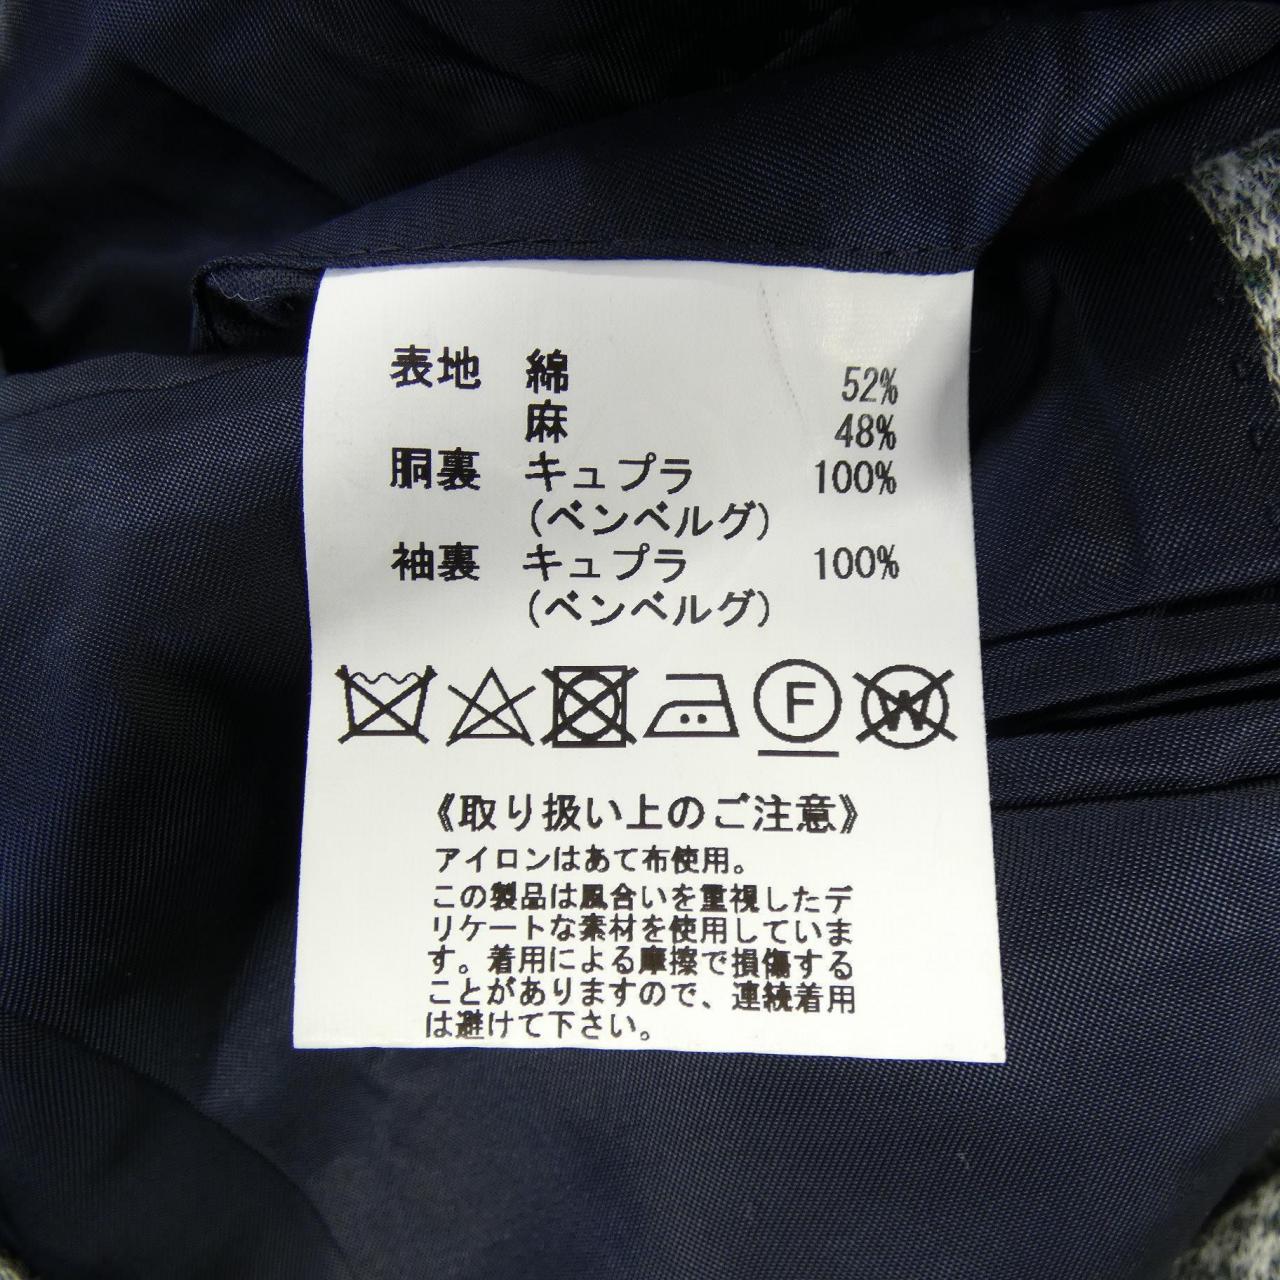 表地 綿 52%
麻 48%
胴裏 キュプラ 100%
(ベンベルグ)
袖裏 キュプラ 100%
(ベンベルグ)
F W
《取り扱い上のご注意》
アイロンはあて布使用。
この製品は風合いを重視したデ
リケートな素材を使用していま
す。着用による摩擦で損傷する
ことがありますので、連続着用
は避けて下さい。